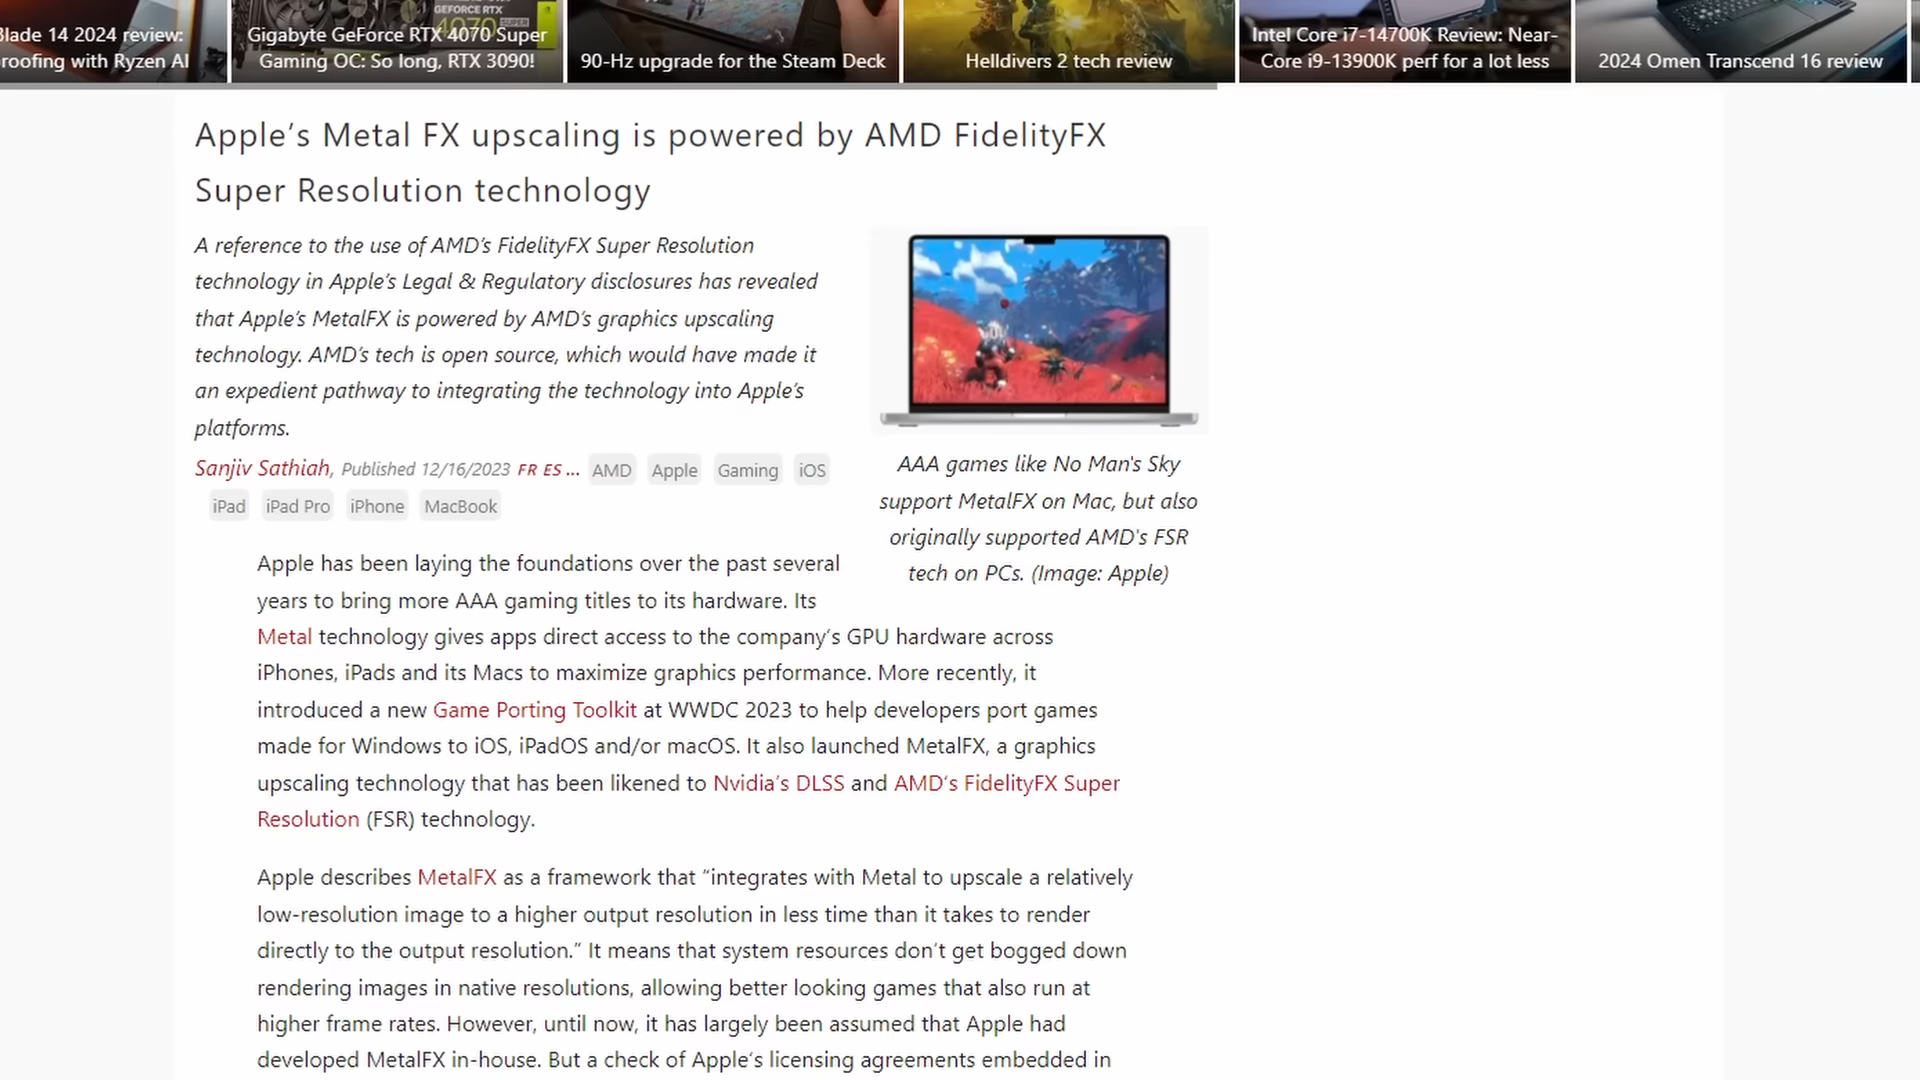 Blade 14 2024 review:
roofing with Ryzen AI
GEFORCE RTX
4070 SUPER
Gigabyte GeForce RTX 4070 Super
Gaming OC: So long, RTX 3090!
90-Hz upgrade for the Steam Deck
Helldivers 2 tech review
Intel Core i7-14700K Review: Near-
Core i9-13900K perf for a lot less
2024 Omen Transcend 16 review
Apple’s Metal FX upscaling is powered by AMD FidelityFX
Super Resolution technology
A reference to the use of AMD’s FidelityFX Super Resolution
technology in Apple’s Legal & Regulatory disclosures has revealed
that Apple’s MetalFX is powered by AMD’s graphics upscaling
technology. AMD’s tech is open source, which would have made it
an expedient pathway to integrating the technology into Apple’s
platforms.
Sanjiv Sathiah, Published 12/16/2023 FR ES ... AMD Apple Gaming iOS
iPad iPad Pro iPhone MacBook
AAA games like No Man's Sky
support MetalFX on Mac, but also
originally supported AMD's FSR
tech on PCs. (Image: Apple)
Apple has been laying the foundations over the past several
years to bring more AAA gaming titles to its hardware. Its
Metal technology gives apps direct access to the company’s GPU hardware across
iPhones, iPads and its Macs to maximize graphics performance. More recently, it
introduced a new Game Porting Toolkit at WWDC 2023 to help developers port games
made for Windows to iOS, iPadOS and/or macOS. It also launched MetalFX, a graphics
upscaling technology that has been likened to Nvidia’s DLSS and AMD’s FidelityFX Super
Resolution (FSR) technology.
Apple describes MetalFX as a framework that “integrates with Metal to upscale a relatively
low-resolution image to a higher output resolution in less time than it takes to render
directly to the output resolution.” It means that system resources don’t get bogged down
rendering images in native resolutions, allowing better looking games that also run at
higher frame rates. However, until now, it has largely been assumed that Apple had
developed MetalFX in-house. But a check of Apple’s licensing agreements embedded in